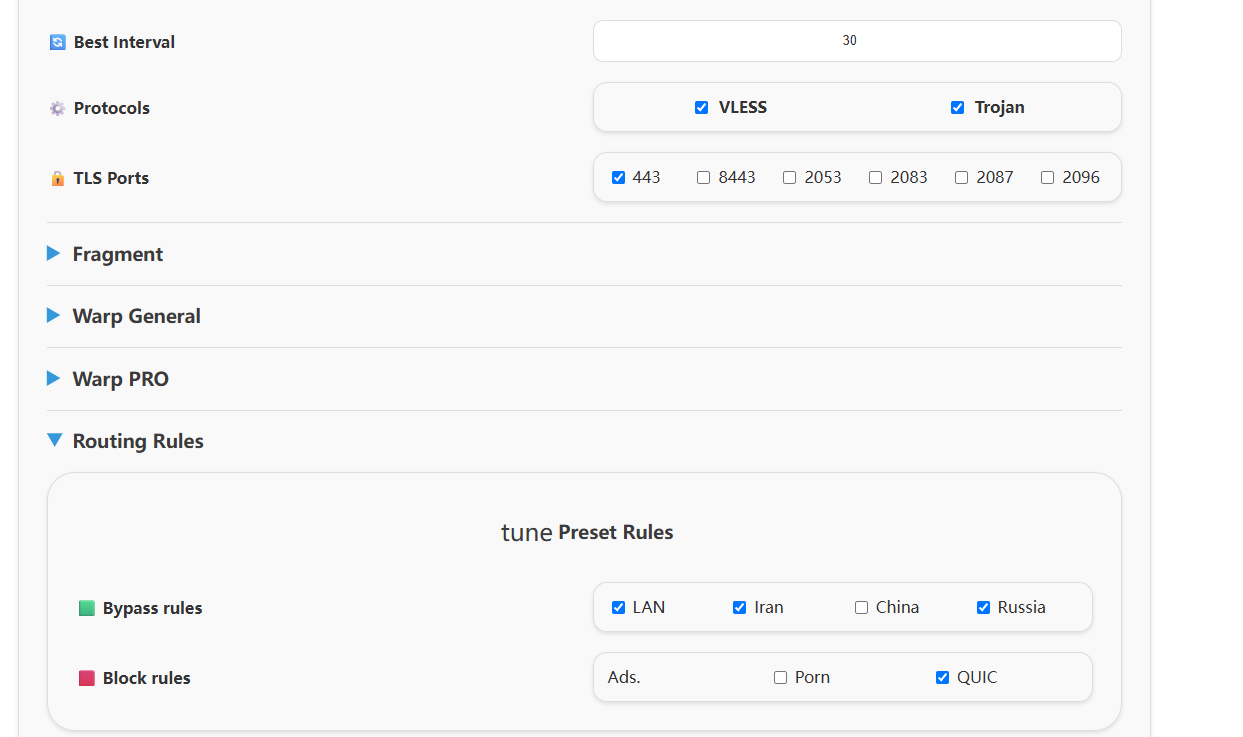 Best Interval 30
Protocols VLESS Trojan
TLS Ports 443 8443 2053 2083 2087 2096
Fragment
Warp General
Warp PRO
Routing Rules
tune Preset Rules
Bypass rules LAN Iran China Russia
Block rules Ads. Porn QUIC